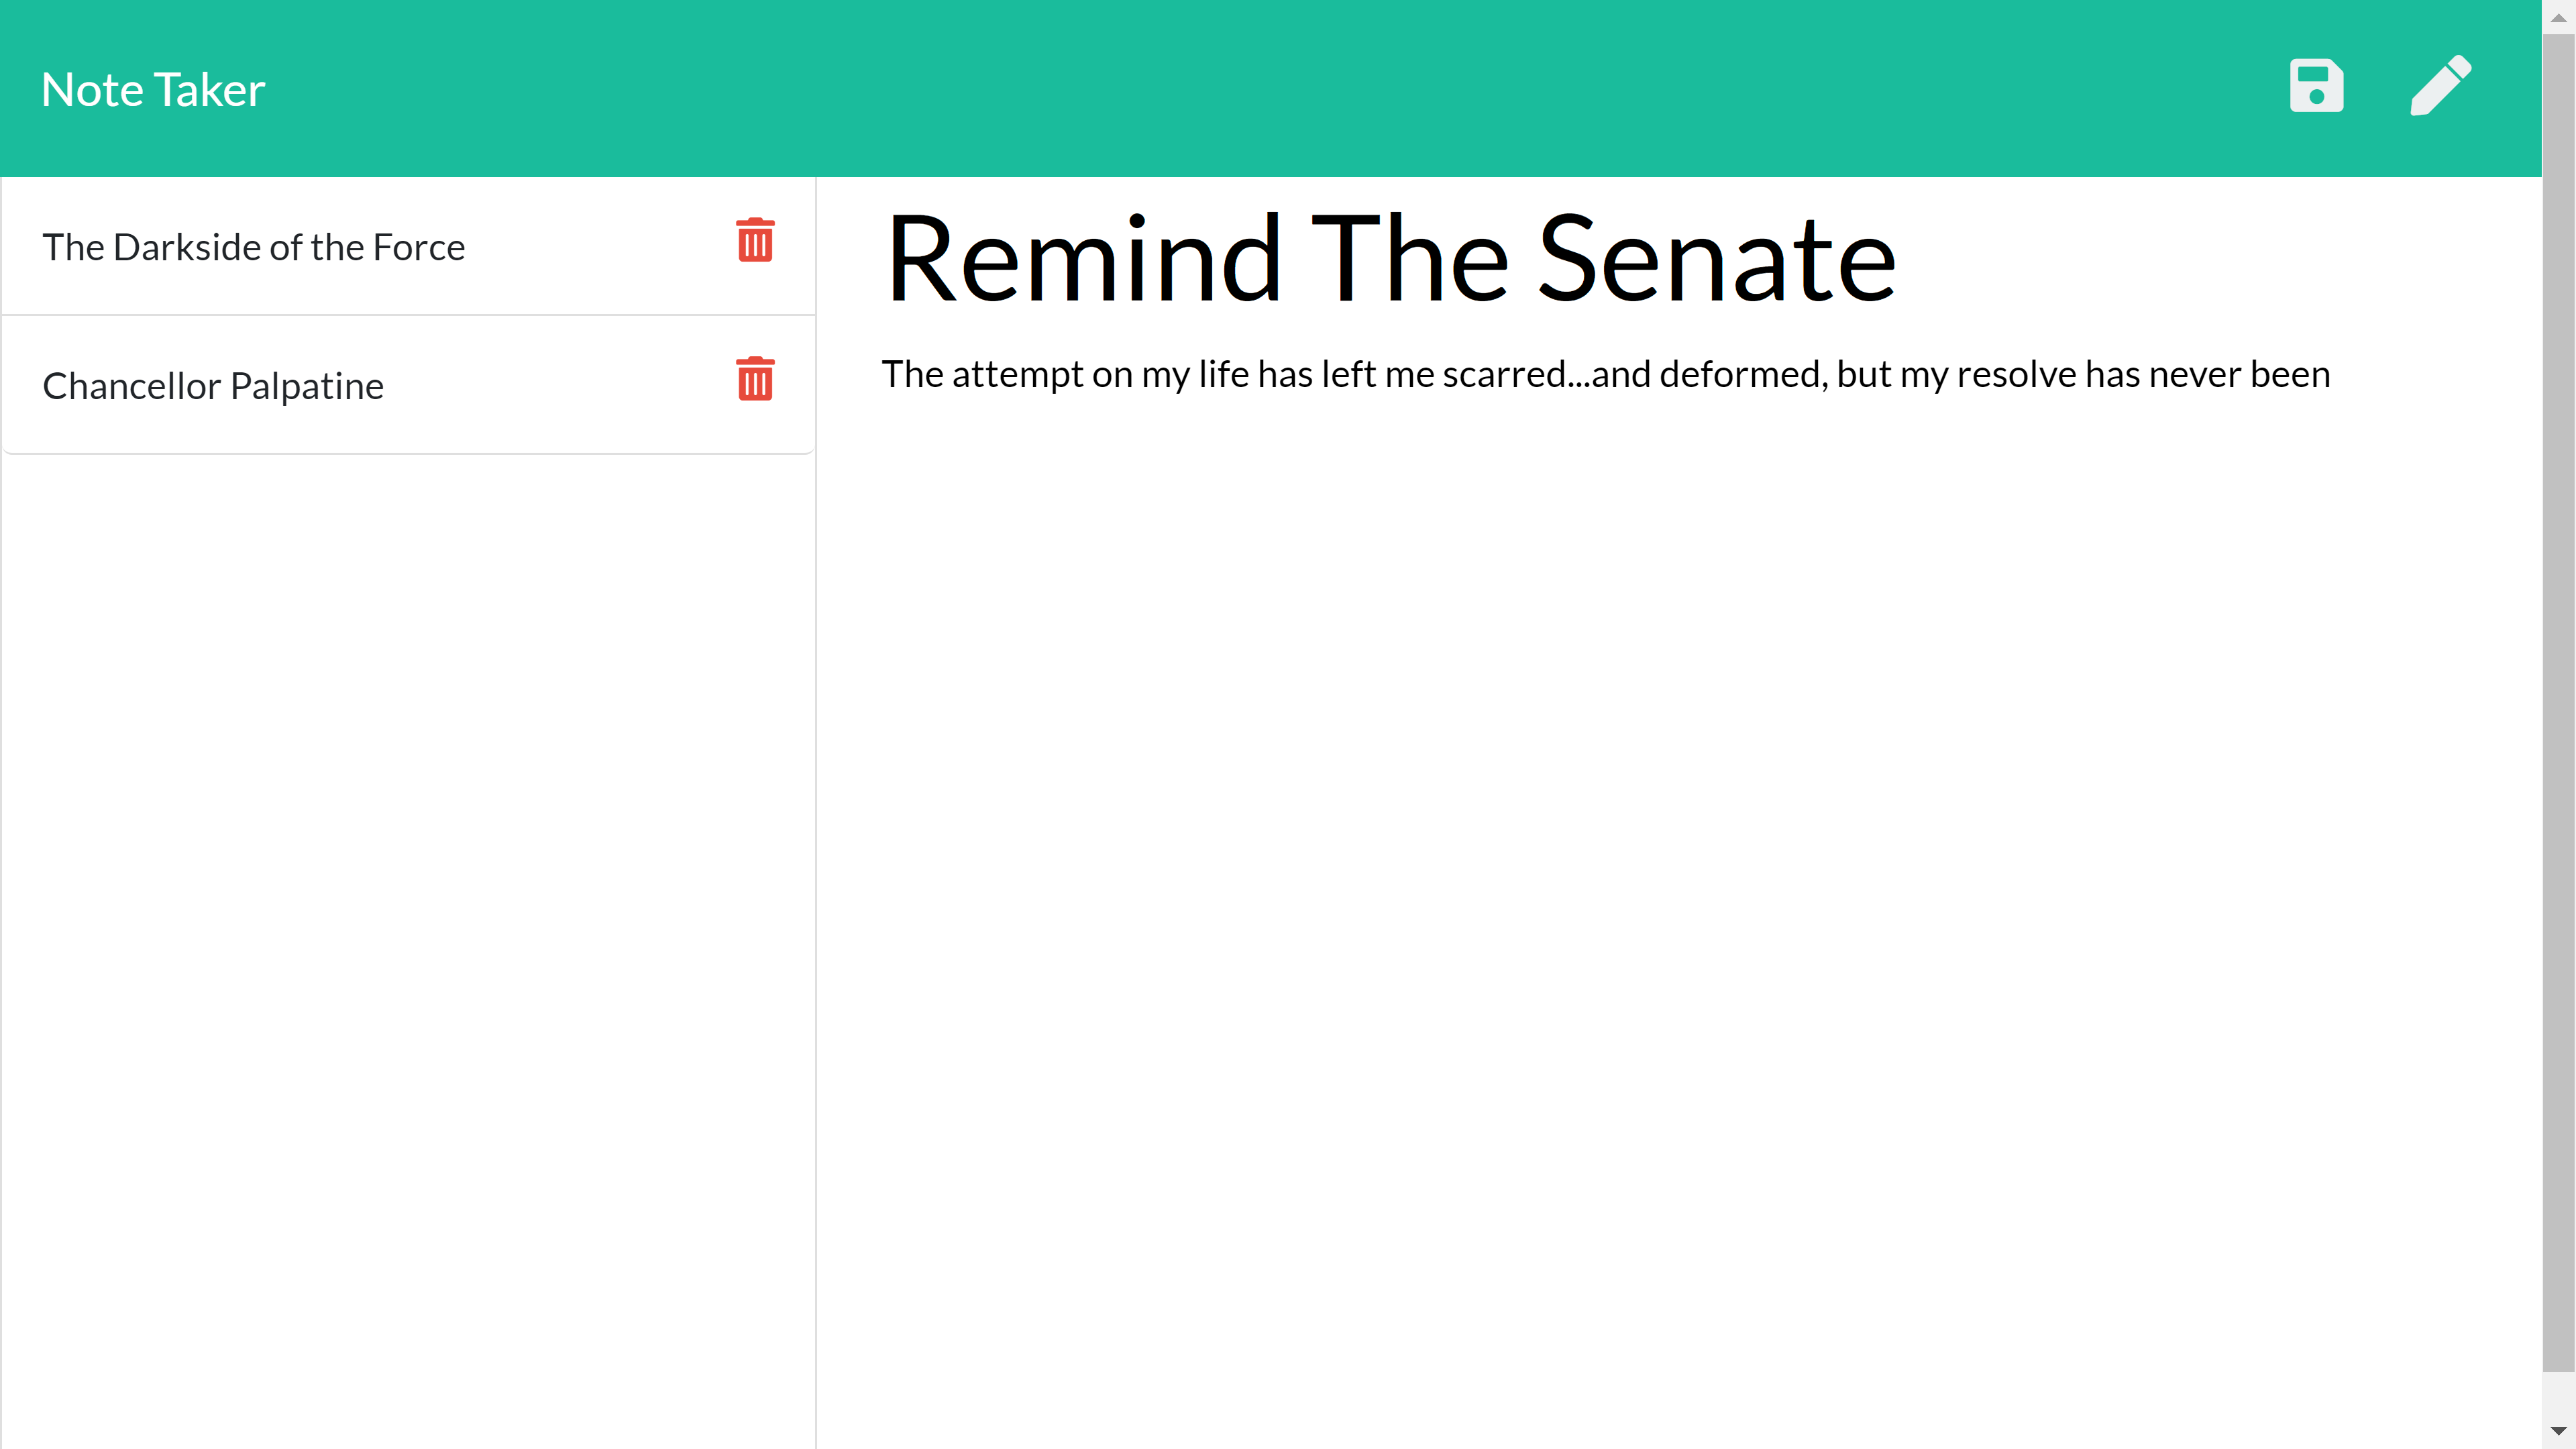 Note Taker
The Darkside of the Force
Chancellor Palpatine
Remind The Senate
The attempt on my life has left me scarred...and deformed, but my resolve has never been